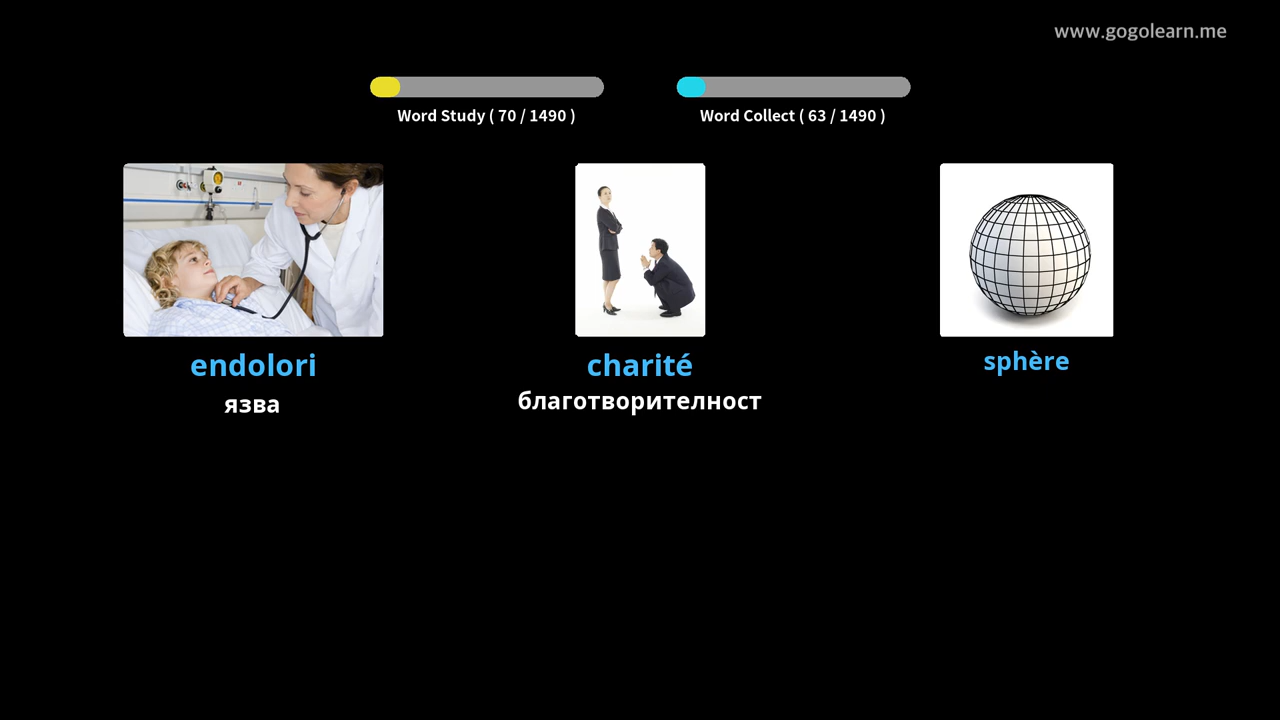 www.gogolearn.me
Word Study ( 70 / 1490 )
Word Collect ( 63 / 1490 )
endolori
язва
charité
благотворителност
sphère